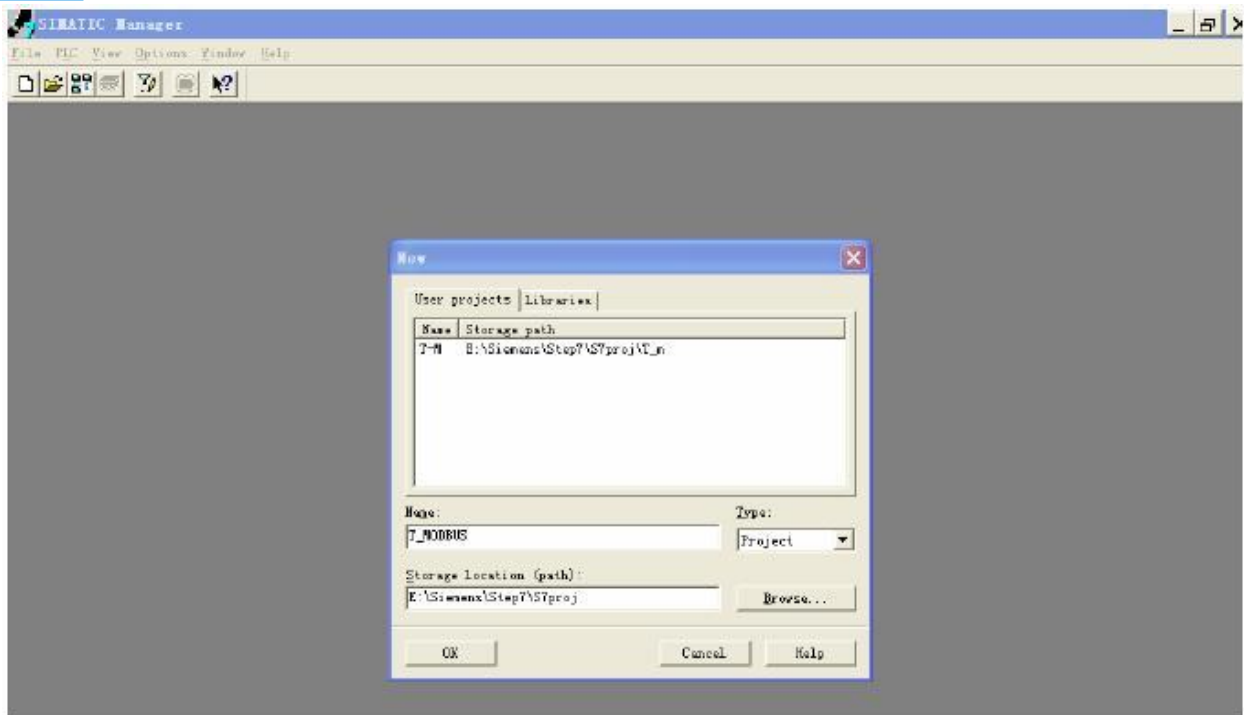 SIMATIC Manager
File PLC View Options Window Help
New
User projects Libraries
Name Storage path
T-M E:\Siemens\Step7\S7proj\T_m
Name:
T_MODBUS
Type:
Project
Storage Location (path):
E:\Siemens\Step7\S7proj
Browse...
OK Cancel Help